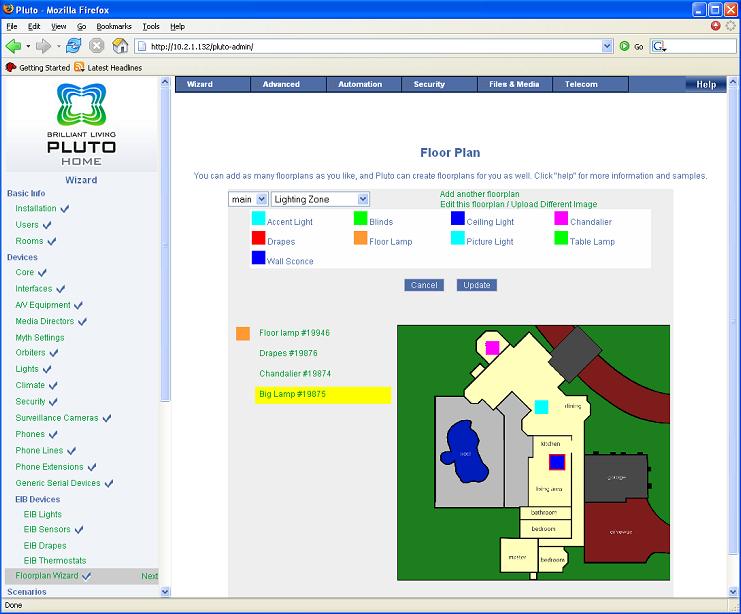 Pluto - Mozilla Firefox
File Edit View Go Bookmarks Tools Help
http://10.2.1.132/pluto-admin/
Go
G
Getting Started Latest Headlines
BRILLIANT LIVING
PLUTO
HOME
Wizard
Basic Info
Installation
Users
Rooms
Devices
Core
Interfaces
A/V Equipment
Media Directors
Myth Settings
Orbiters
Lights
Climate
Security
Surveillance Cameras
Phones
Phone Lines
Phone Extensions
Generic Serial Devices
EIB Devices
EIB Lights
EIB Sensors
EIB Drapes
EIB Thermostats
Floorplan Wizard Next
Scenarios
Wizard Advanced Automation Security Files & Media Telecom Help
Floor Plan
You can add as many floorplans as you like, and Pluto can create floorplans for you as well. Click "help" for more information and samples.
main Lighting Zone
Add another floorplan
Edit this floorplan / Upload Different Image
Accent Light Blinds Ceiling Light Chandalier
Drapes Floor Lamp Picture Light Table Lamp
Wall Sconce
Cancel Update
Floor lamp #19946
Drapes #19876
Chandalier #19874
Big Lamp #19875
dining
kitchen
pool
living area
garage
bathroom
bedroom
driveway
master
bedroom
Done